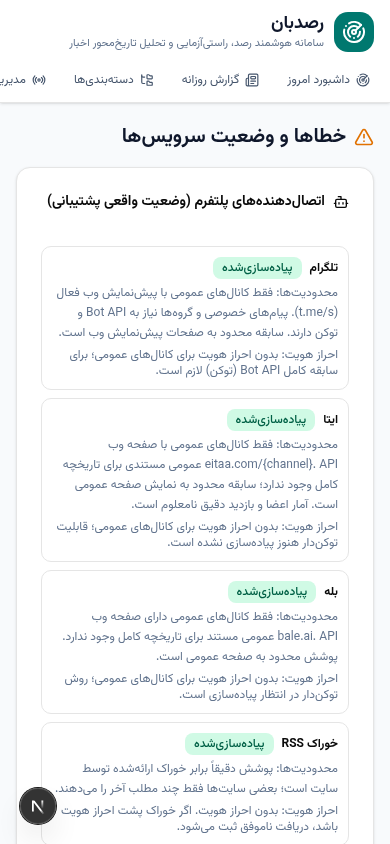 رصدبان
سامانه هوشمند رصد، راستی‌آزمایی و تحلیل تاریخ‌محور اخبار
داشبورد امروز
گزارش روزانه
دسته‌بندی‌ها
خطاها و وضعیت سرویس‌ها
اتصال‌دهنده‌های پلتفرم (وضعیت واقعی پشتیبانی)
تلگرام پیاده‌سازی‌شده
محدودیت‌ها: فقط کانال‌های عمومی با پیش‌نمایش وب فعال
(t.me/s). پیام‌های خصوصی و گروه‌ها نیاز به Bot API و
توکن دارند. سابقه محدود به صفحات پیش‌نمایش وب است.
احراز هویت: بدون احراز هویت برای کانال‌های عمومی؛ برای
سابقه کامل Bot API (توکن) لازم است.
ایتا پیاده‌سازی‌شده
محدودیت‌ها: فقط کانال‌های عمومی با صفحه وب
eitaa.com/{channel}. API عمومی مستندی برای تاریخچه
کامل وجود ندارد؛ سابقه محدود به نمایش صفحه عمومی
است. آمار اعضا و بازدید دقیق نامعلوم است.
احراز هویت: بدون احراز هویت برای کانال‌های عمومی؛ قابلیت
توکن‌دار هنوز پیاده‌سازی نشده است.
بله پیاده‌سازی‌شده
محدودیت‌ها: فقط کانال‌های عمومی دارای صفحه وب
bale.ai. API عمومی مستند برای تاریخچه کامل وجود ندارد.
پوشش محدود به صفحه عمومی است.
احراز هویت: بدون احراز هویت برای کانال‌های عمومی؛ روش
توکن‌دار در انتظار پیاده‌سازی است.
خوراک RSS پیاده‌سازی‌شده
محدودیت‌ها: پوشش دقیقاً برابر خوراک ارائه‌شده توسط
سایت است؛ بعضی سایت‌ها فقط چند مطلب آخر را می‌دهند.
احراز هویت: بدون احراز هویت. اگر خوراک پشت احراز هویت
باشد، دریافت ناموفق ثبت می‌شود.
N